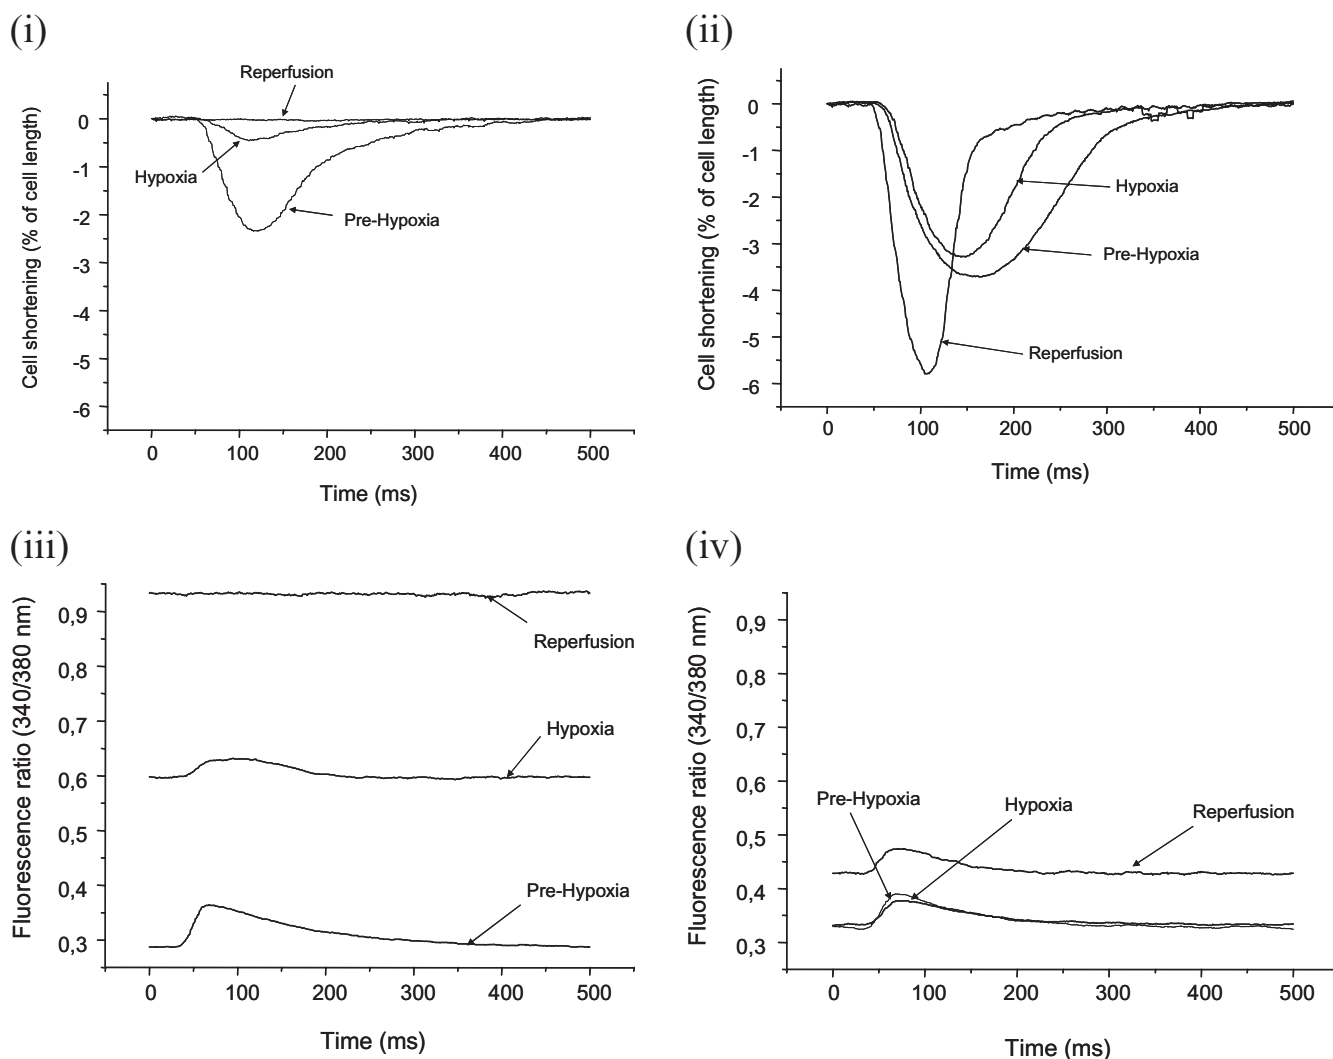 (i)
Reperfusion
Hypoxia
Pre-Hypoxia
Cell shortening (% of cell length)
0
-1
-2
-3
-4
-5
-6
0 100 200 300 400 500
Time (ms)
(ii)
Hypoxia
Pre-Hypoxia
Reperfusion
Cell shortening (% of cell length)
0
-1
-2
-3
-4
-5
-6
0 100 200 300 400 500
Time (ms)
(iii)
Reperfusion
Hypoxia
Pre-Hypoxia
Fluorescence ratio (340/380 nm)
0,9
0,8
0,7
0,6
0,5
0,4
0,3
0 100 200 300 400 500
Time (ms)
(iv)
Pre-Hypoxia
Hypoxia
Reperfusion
Fluorescence ratio (340/380 nm)
0,9
0,8
0,7
0,6
0,5
0,4
0,3
0 100 200 300 400 500
Time (ms)